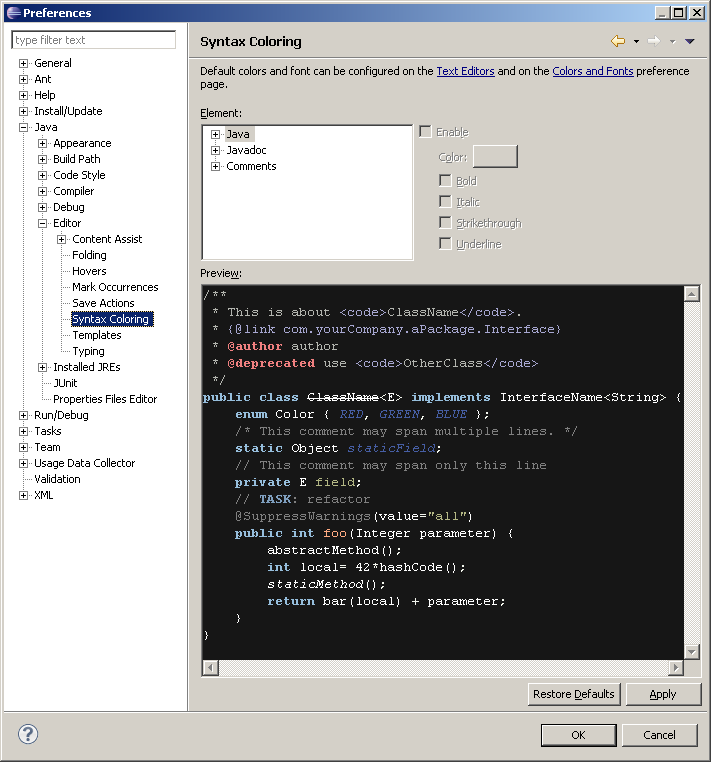 Preferences
type filter text
General
Ant
Help
Install/Update
Java
Appearance
Build Path
Code Style
Compiler
Debug
Editor
Content Assist
Folding
Hovers
Mark Occurrences
Save Actions
Syntax Coloring
Templates
Typing
Installed JREs
JUnit
Properties Files Editor
Run/Debug
Tasks
Team
Usage Data Collector
Validation
XML
Syntax Coloring
Default colors and font can be configured on the Text Editors and on the Colors and Fonts preference
page.
Element:
Java
Javadoc
Comments
Enable
Color:
Bold
Italic
Strikethrough
Underline
Preview:
/**
 * This is about <code>ClassName</code>.
 * {@link com.yourCompany.aPackage.Interface}
 * @author author
 * @deprecated use <code>OtherClass</code>
 */
public class ClassName<E> implements InterfaceName<String> {
    enum Color { RED, GREEN, BLUE };
    /* This comment may span multiple lines. */
    static Object staticField;
    // This comment may span only this line
    private E field;
    // TASK: refactor
    @SuppressWarnings(value="all")
    public int foo(Integer parameter) {
        abstractMethod();
        int local= 42*hashCode();
        staticMethod();
        return bar(local) + parameter;
    }
}
Restore Defaults
Apply
?
OK
Cancel